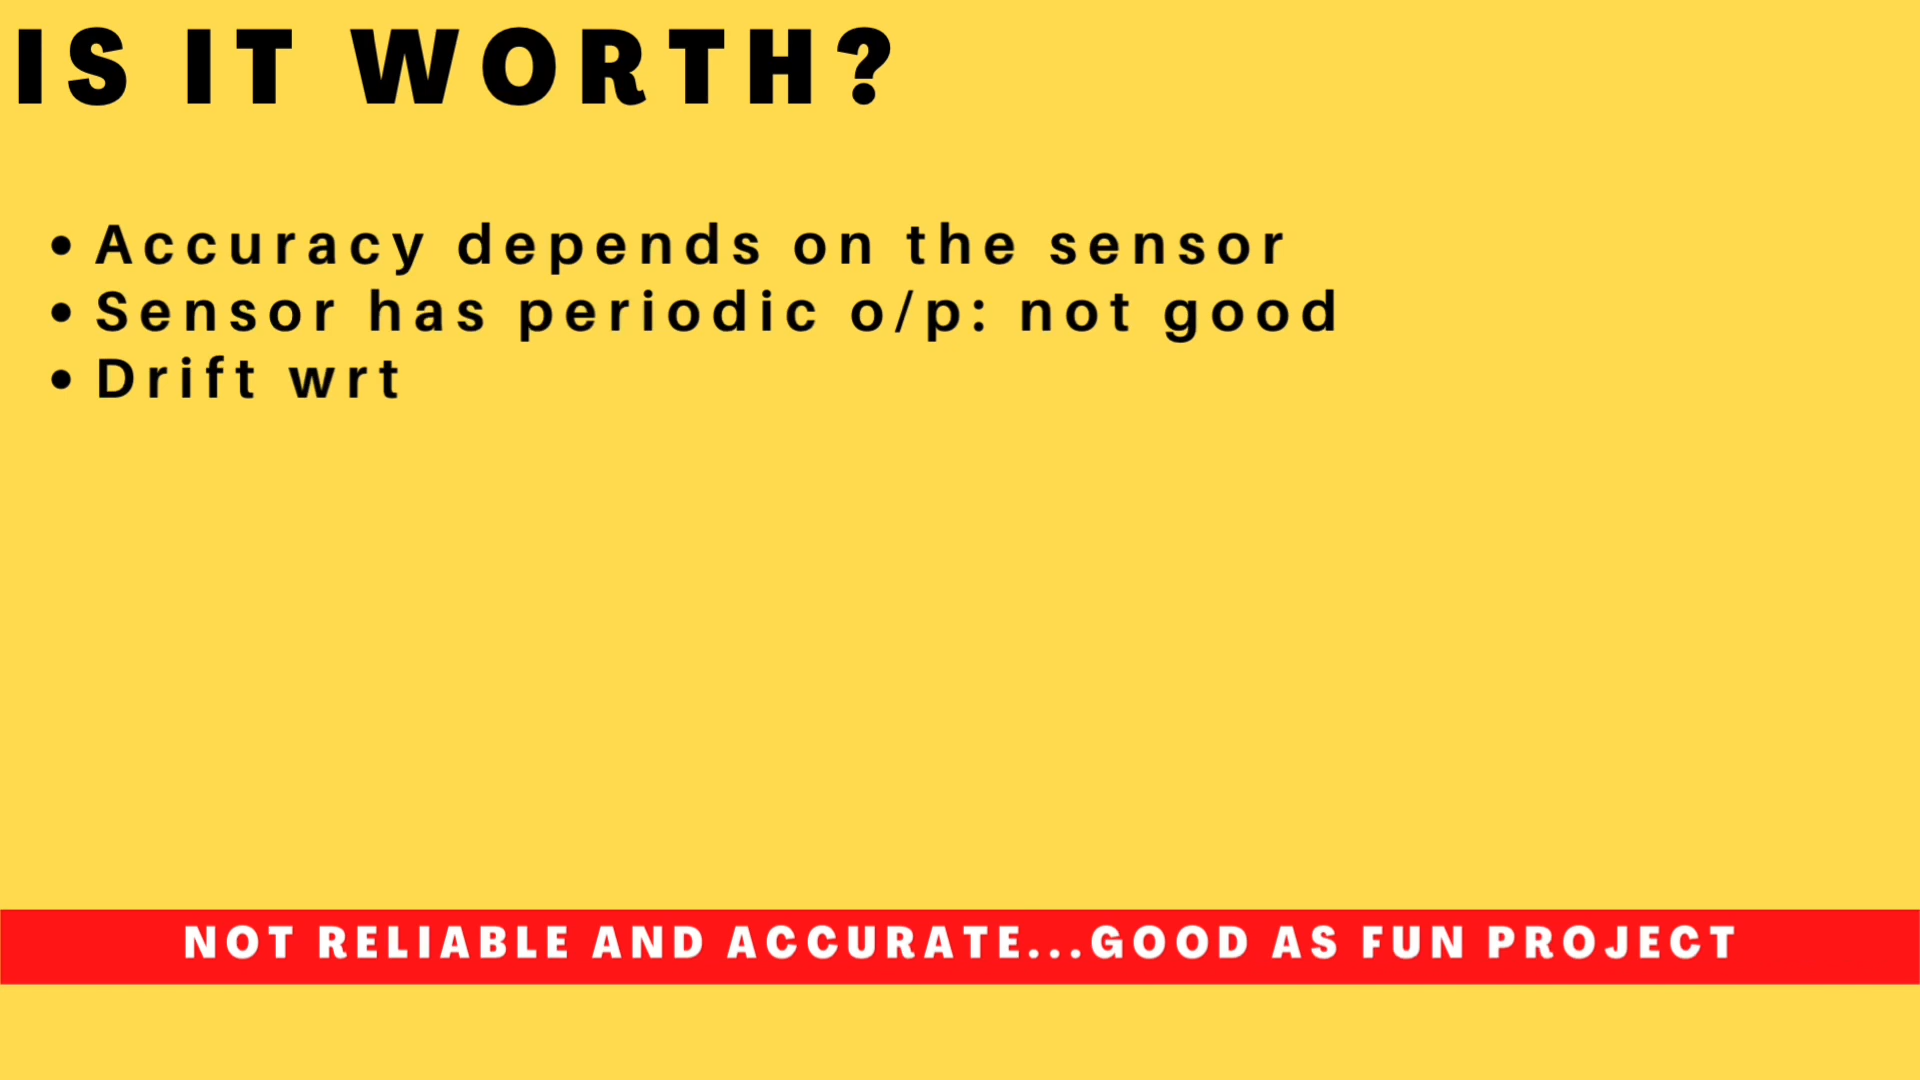 IS IT WORTH?
• Accuracy depends on the sensor
• Sensor has periodic o/p: not good
• Drift wrt
NOT RELIABLE AND ACCURATE...GOOD AS FUN PROJECT